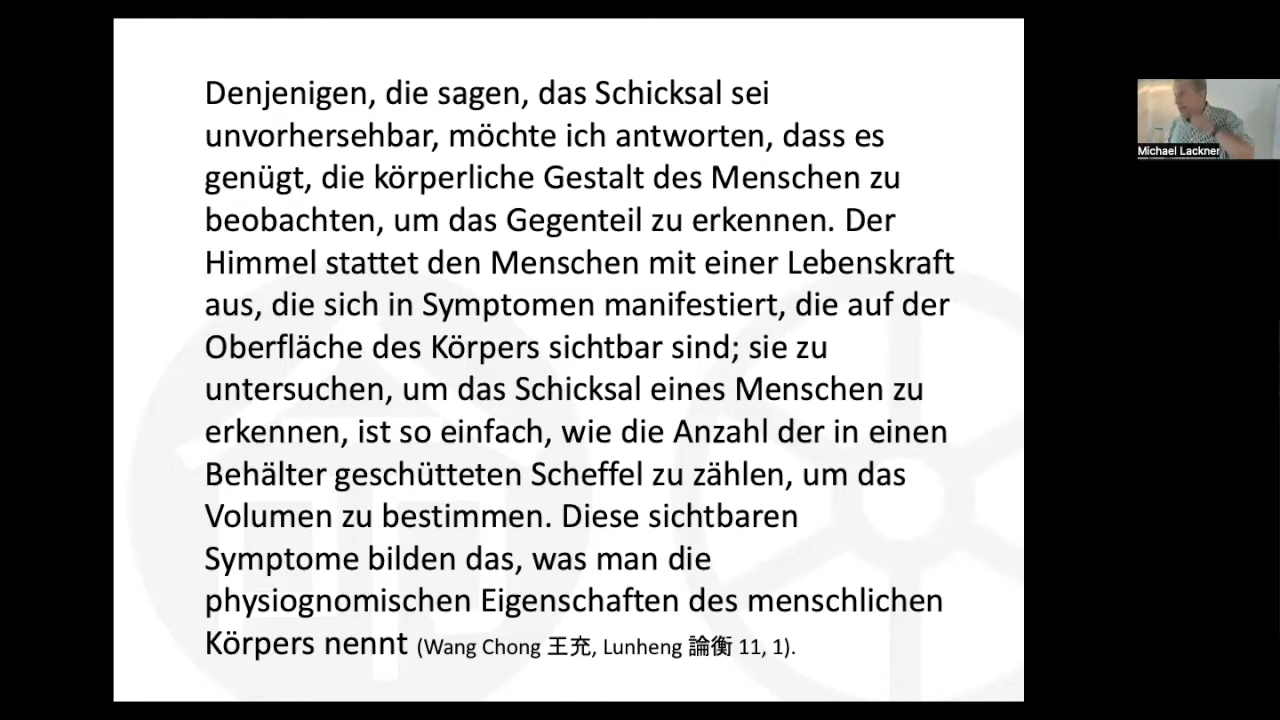 Denjenigen, die sagen, das Schicksal sei
unvorhersehbar, möchte ich antworten, dass es
genügt, die körperliche Gestalt des Menschen zu
beobachten, um das Gegenteil zu erkennen. Der
Himmel stattet den Menschen mit einer Lebenskraft
aus, die sich in Symptomen manifestiert, die auf der
Oberfläche des Körpers sichtbar sind; sie zu
untersuchen, um das Schicksal eines Menschen zu
erkennen, ist so einfach, wie die Anzahl der in einen
Behälter geschütteten Scheffel zu zählen, um das
Volumen zu bestimmen. Diese sichtbaren
Symptome bilden das, was man die
physiognomischen Eigenschaften des menschlichen
Körpers nennt (Wang Chong 王充, Lunheng 論衡 11, 1).
Michael Lackner